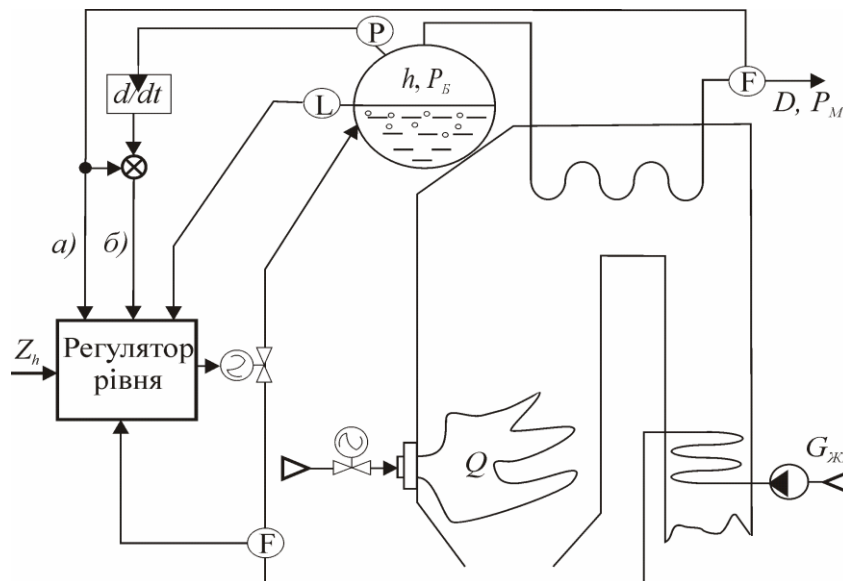 P
F
d/dt
h, P_Б
D, P_М
L
а)
б)
Z_h
Регулятор
рівня
Q
G_Ж
F